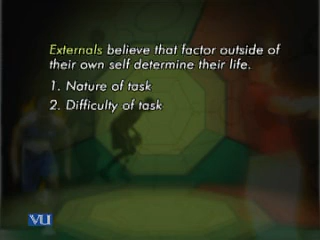 Externals believe that factor outside of
their own self determine their life.
1. Nature of task
2. Difficulty of task
VU